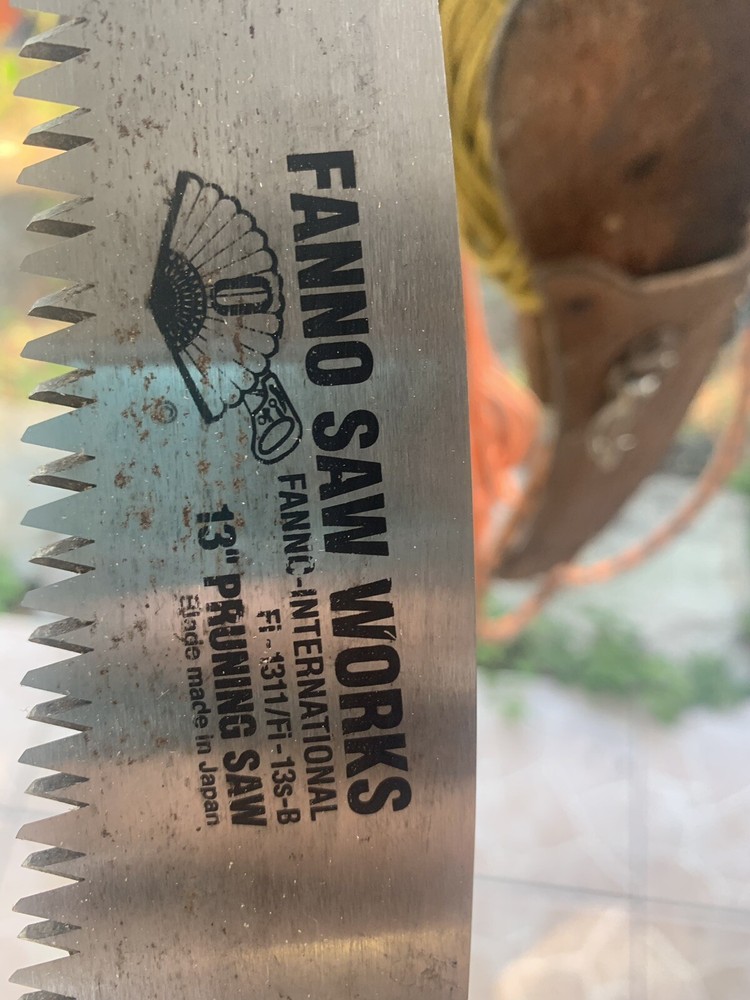 FANNO SAW WORKS
FANNO-INTERNATIONAL
Fi-1311/Fi-13s-B
13" PRUNING SAW
Blade made in Japan
®